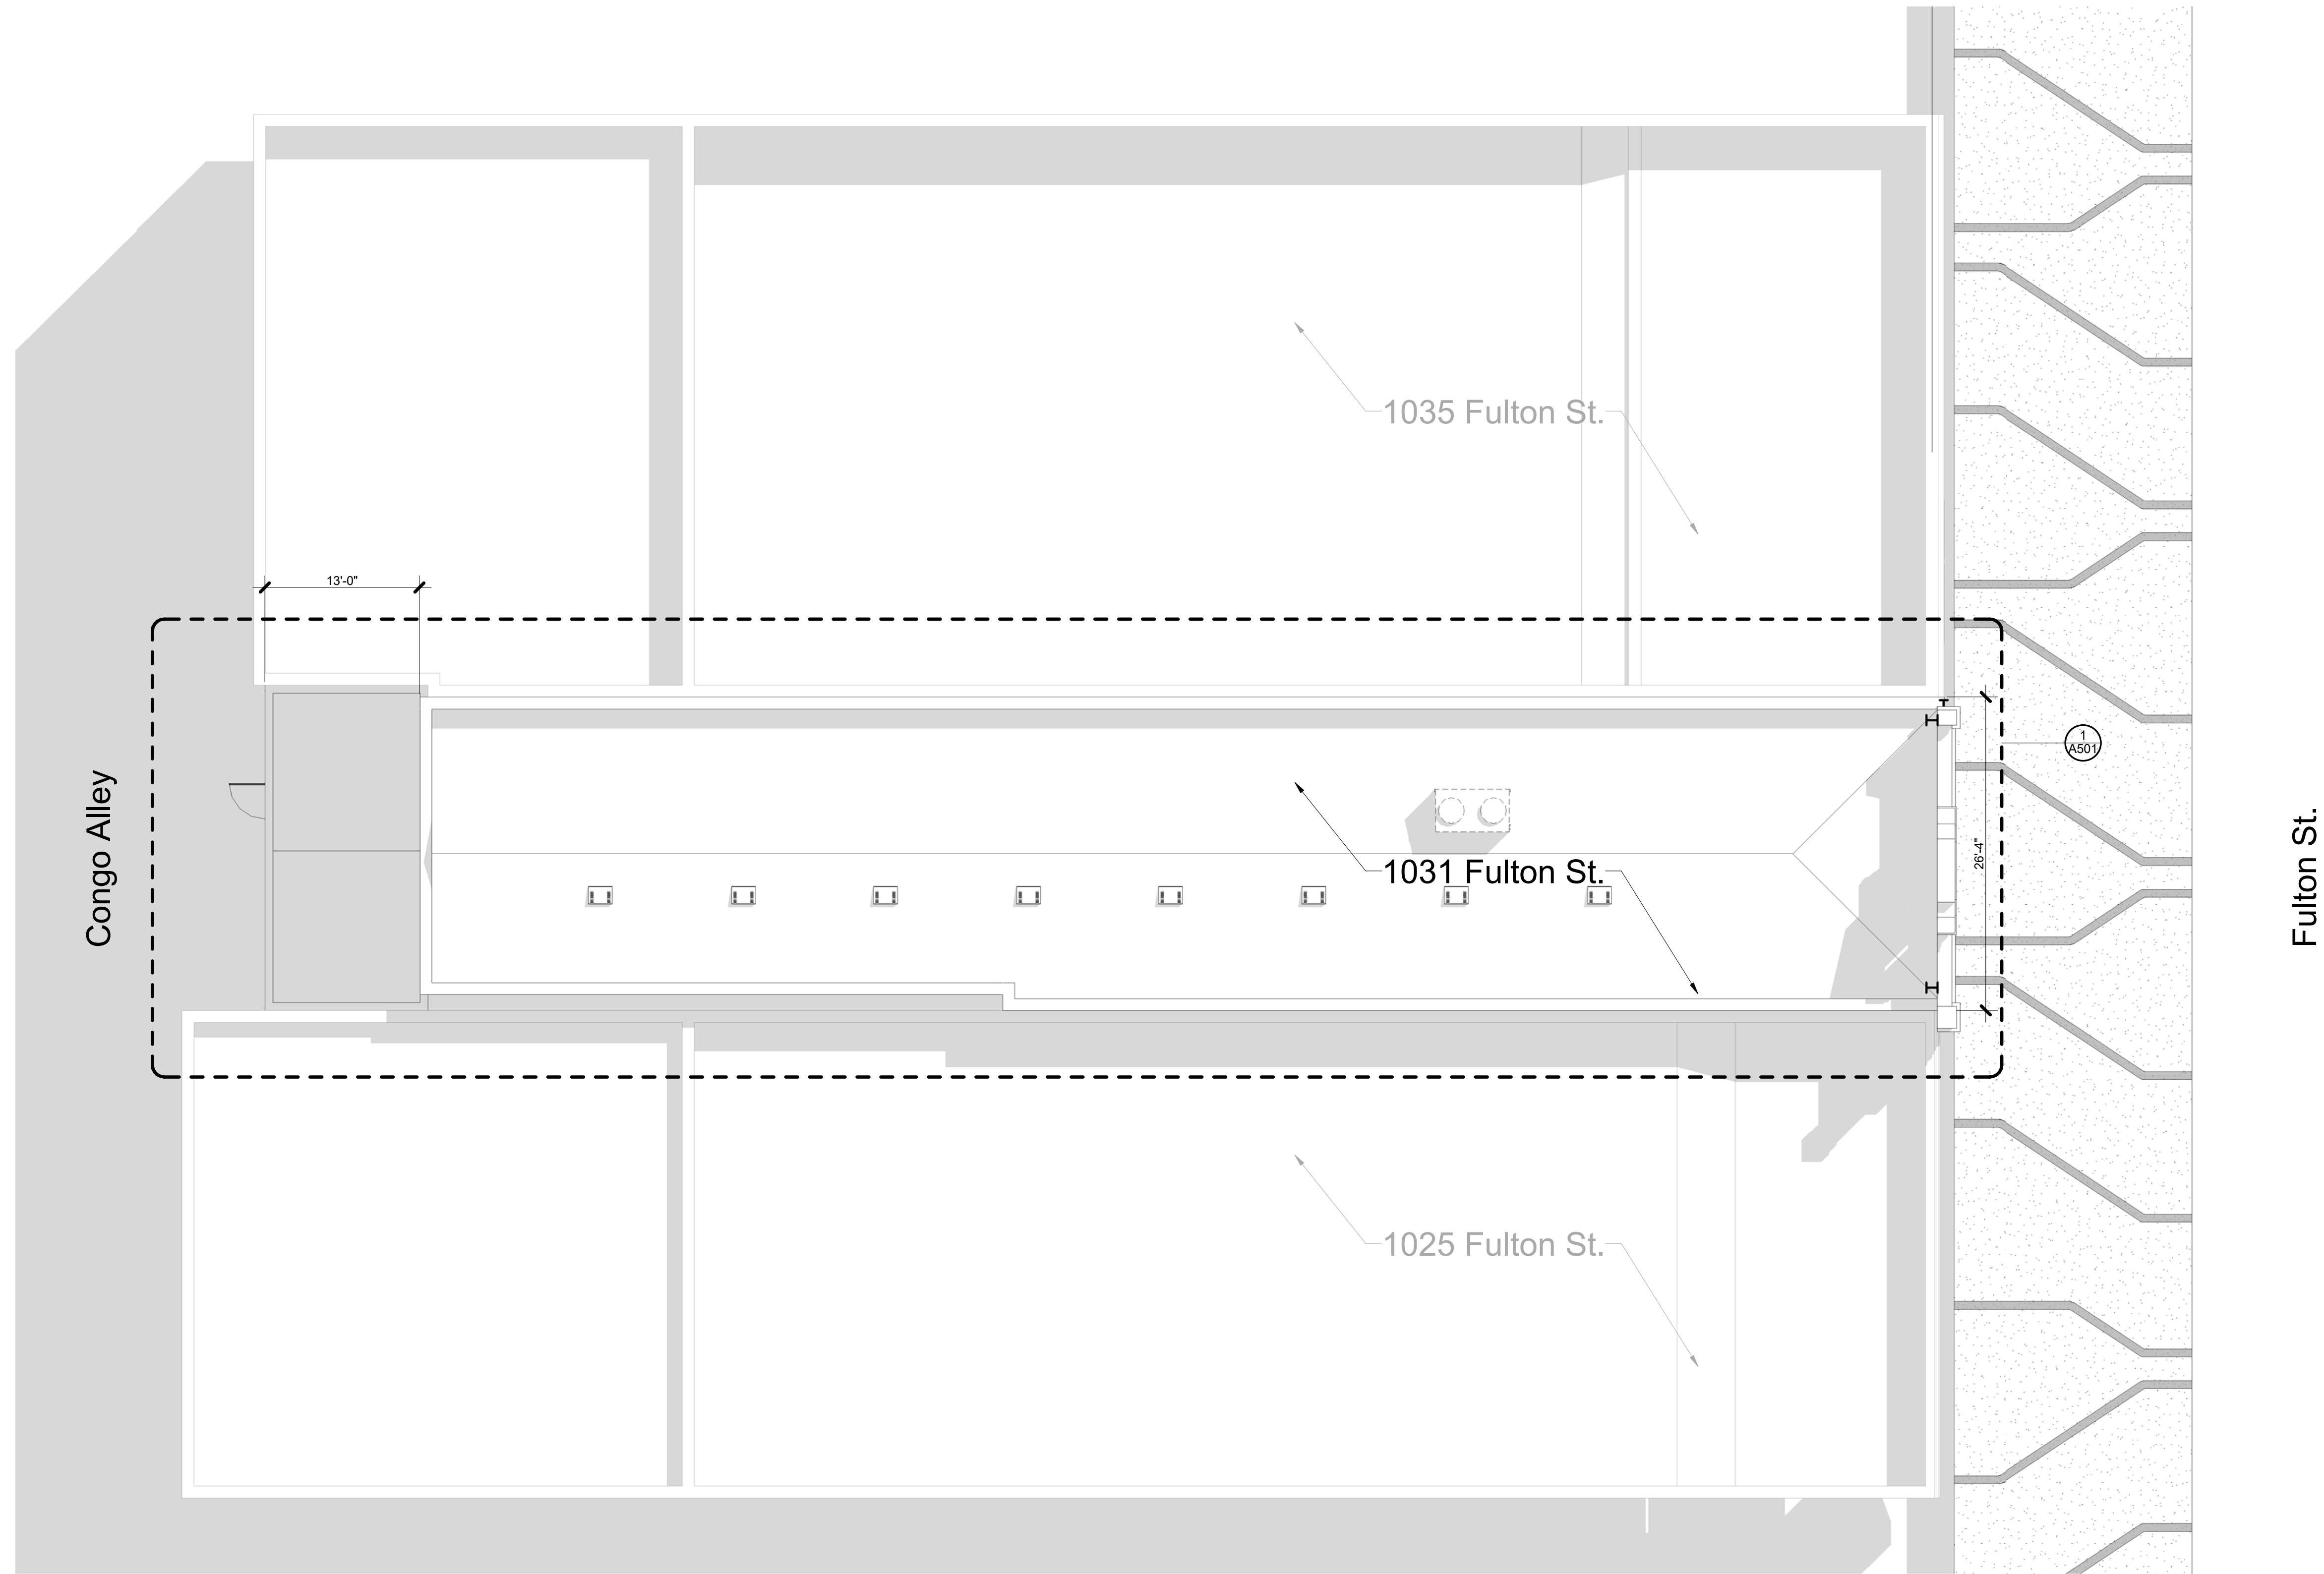 1035 Fulton St.
13'-0"
1
A501
Congo Alley
1031 Fulton St.
26'-4"
Fulton St.
1025 Fulton St.